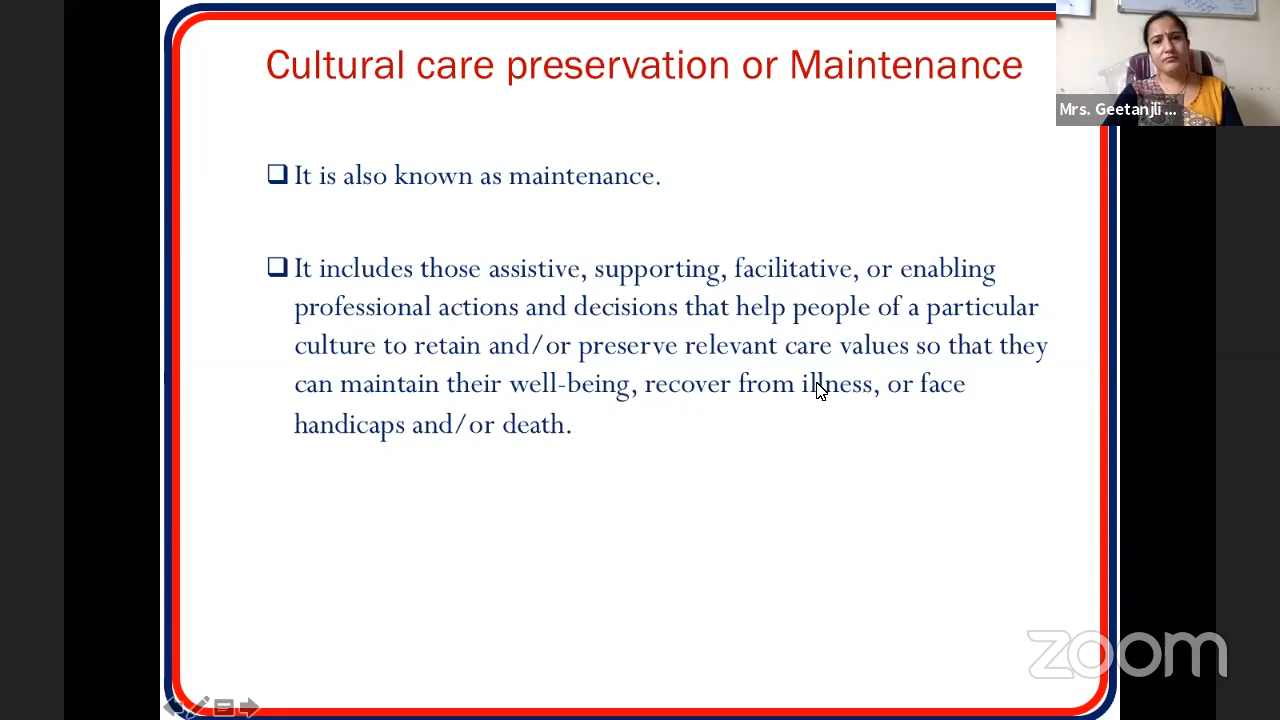 Cultural care preservation or Maintenance
Mrs. Geetanjli ...
It is also known as maintenance.
It includes those assistive, supporting, facilitative, or enabling
professional actions and decisions that help people of a particular
culture to retain and/or preserve relevant care values so that they
can maintain their well-being, recover from illness, or face
handicaps and/or death.
zoom